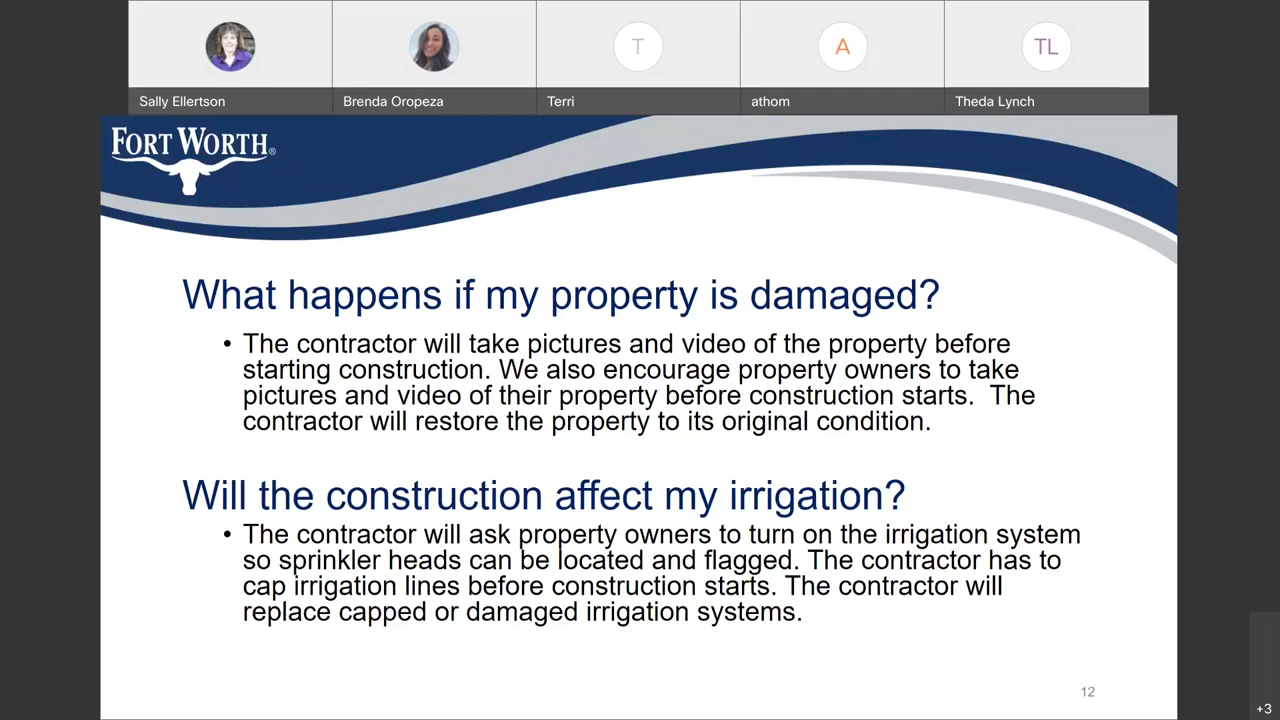 T
A
TL
Sally Ellertson
Brenda Oropeza
Terri
athom
Theda Lynch
FORT WORTH®
What happens if my property is damaged?
• The contractor will take pictures and video of the property before
starting construction. We also encourage property owners to take
pictures and video of their property before construction starts.  The
contractor will restore the property to its original condition.
Will the construction affect my irrigation?
• The contractor will ask property owners to turn on the irrigation system
so sprinkler heads can be located and flagged. The contractor has to
cap irrigation lines before construction starts. The contractor will
replace capped or damaged irrigation systems.
12
+3